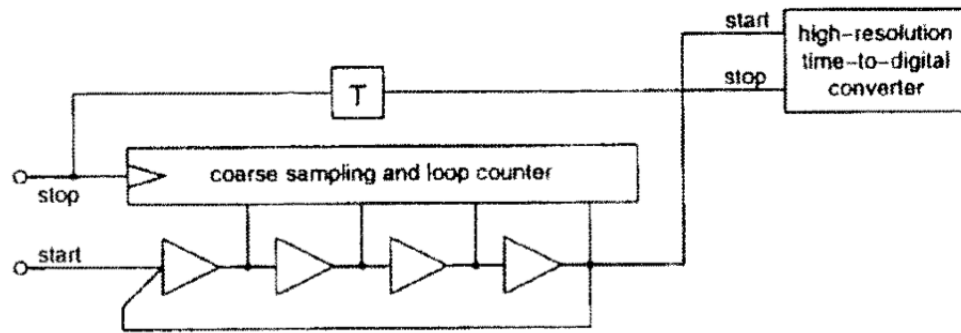 start
high-resolution
time-to-digital
converter
stop
T
coarse sampling and loop counter
stop
start